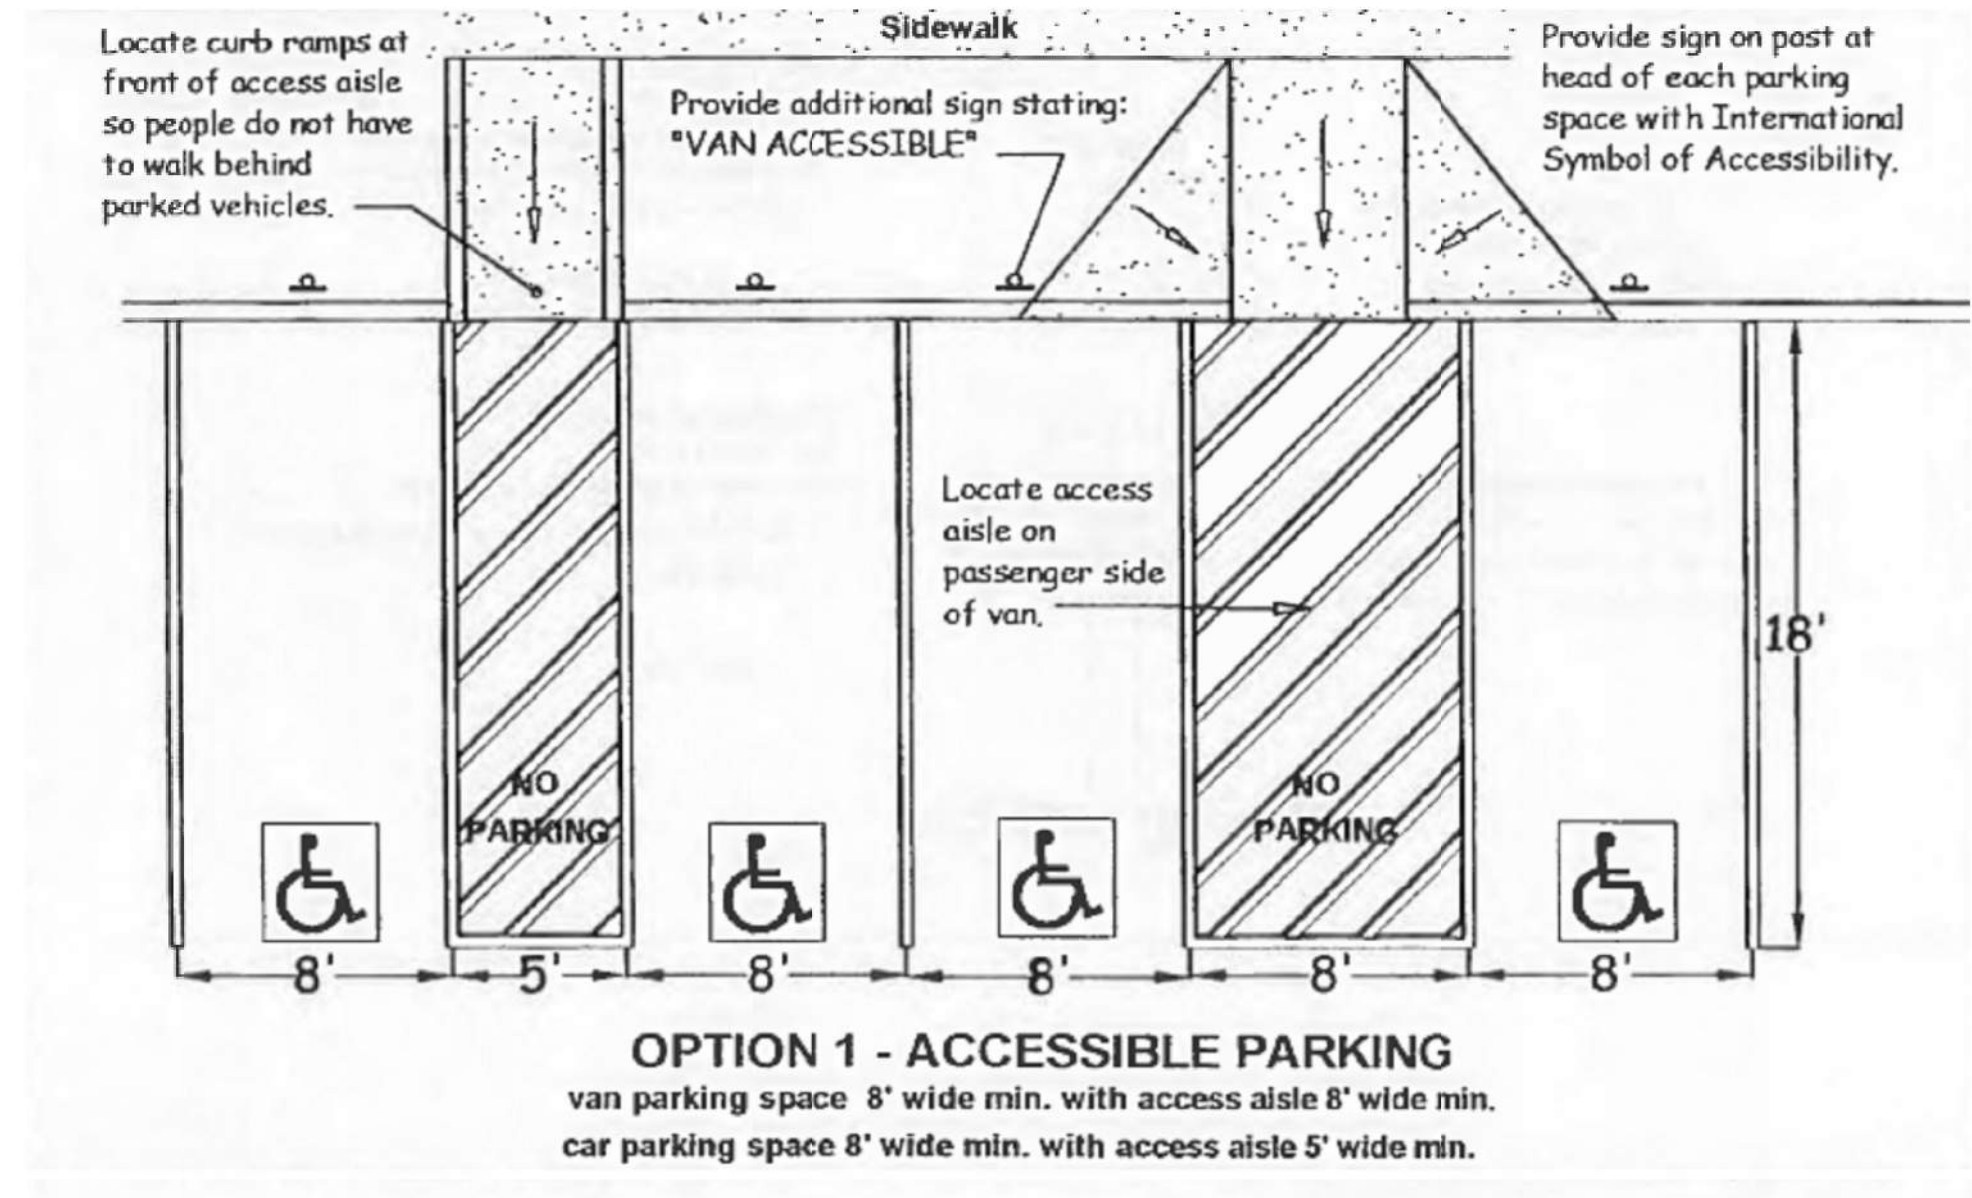 Sidewalk
Locate curb ramps at
front of access aisle
so people do not have
to walk behind
parked vehicles.
Provide additional sign stating:
"VAN ACCESSIBLE"
Provide sign on post at
head of each parking
space with International
Symbol of Accessibility.
Locate access
aisle on
passenger side
of van.
18'
NO
PARKING
NO
PARKING
8'
5'
8'
8'
8'
8'
OPTION 1 - ACCESSIBLE PARKING
van parking space 8' wide min. with access aisle 8' wide min.
car parking space 8' wide min. with access aisle 5' wide min.